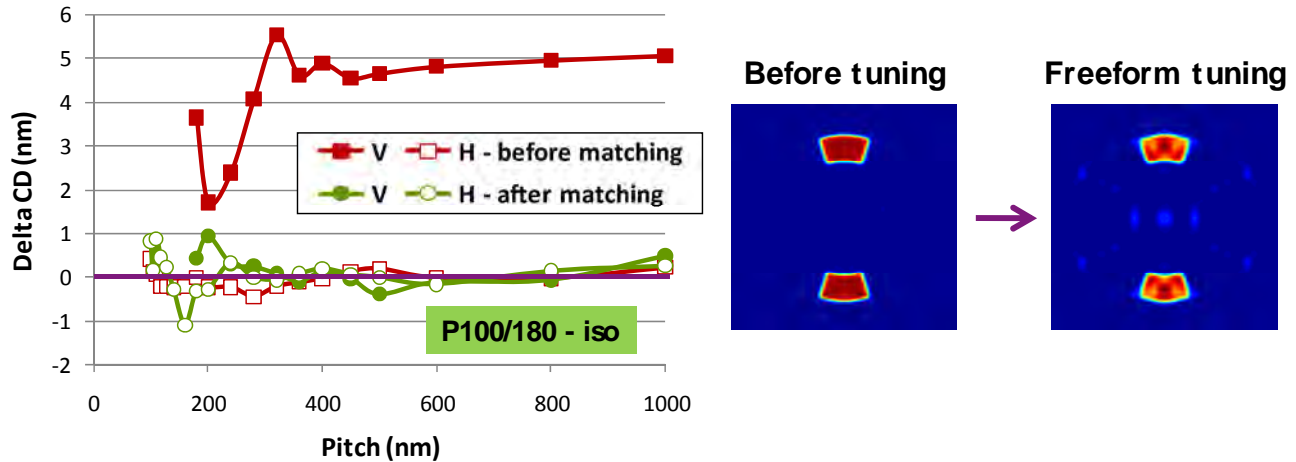 6
5
4
3
2
1
0
-1
-2
Delta CD (nm)
V H - before matching
V H - after matching
P100/180 - iso
0 200 400 600 800 1000
Pitch (nm)
Before tuning Freeform tuning